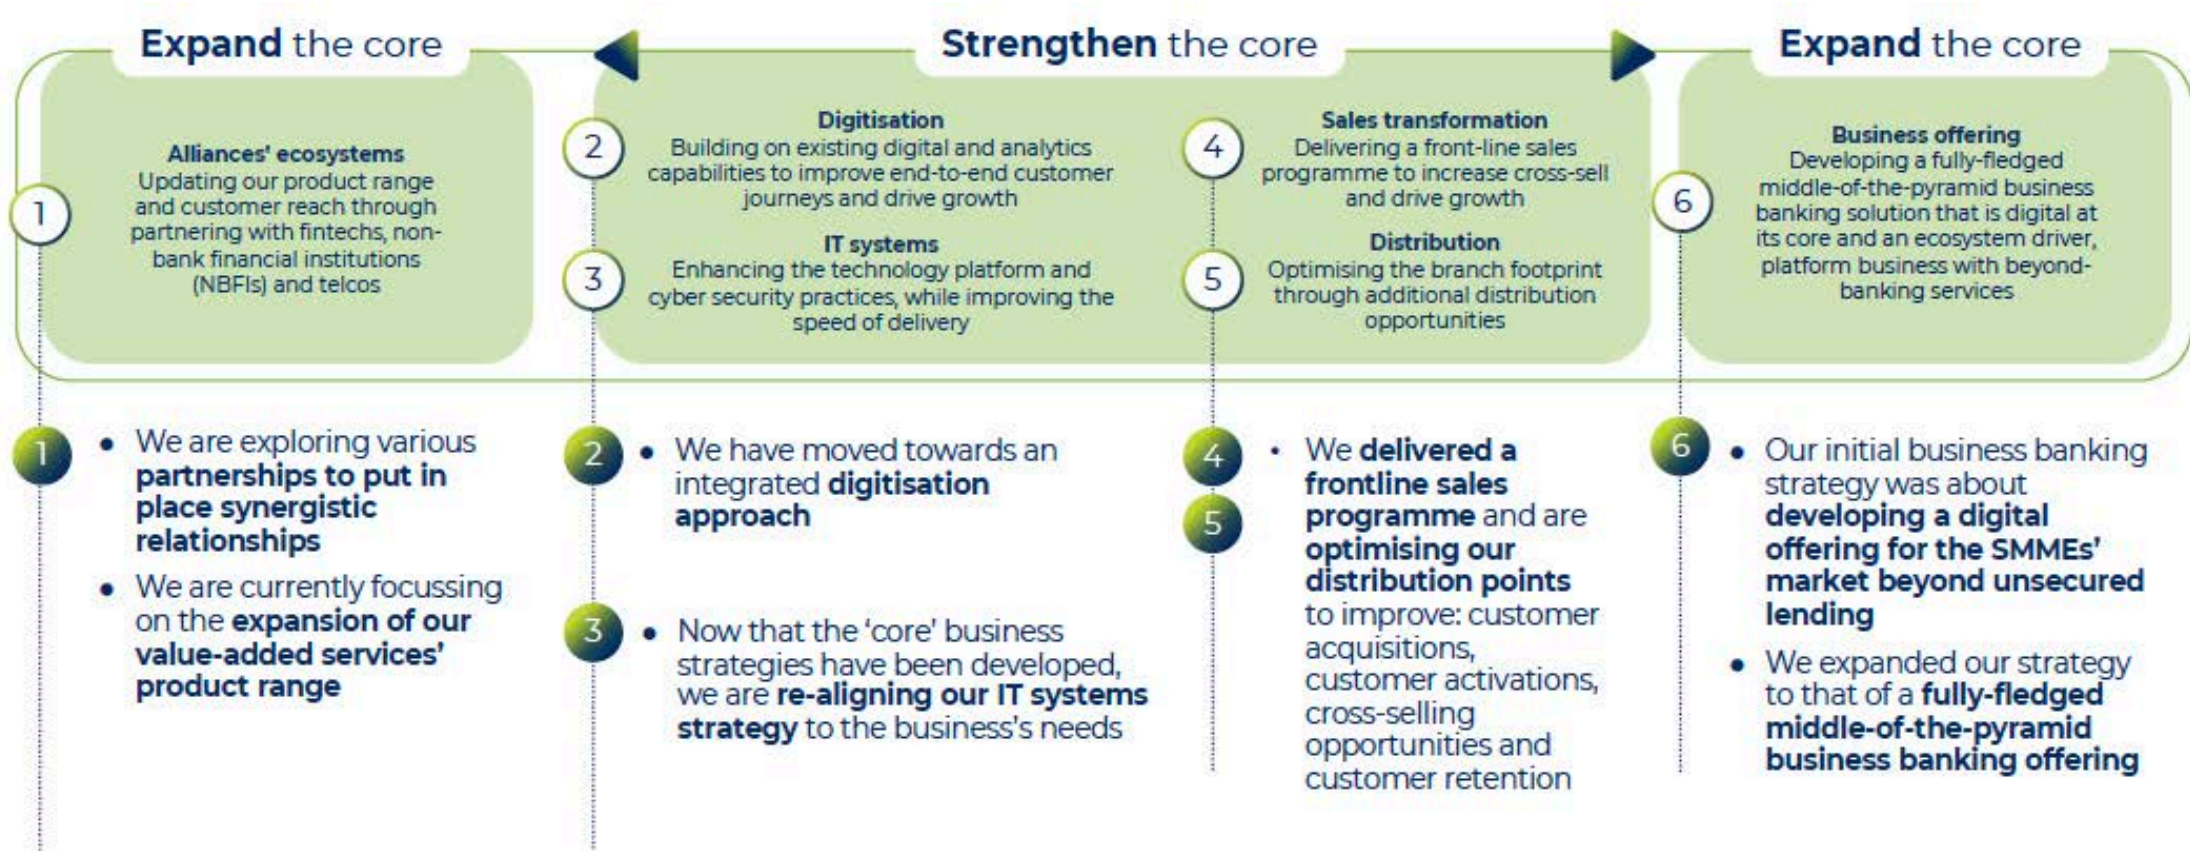 Expand the core
Strengthen the core
Expand the core
1
Alliances' ecosystems
Updating our product range
and customer reach through
partnering with fintechs, non-
bank financial institutions
(NBFIs) and telcos
2
Digitisation
Building on existing digital and analytics
capabilities to improve end-to-end customer
journeys and drive growth
3
IT systems
Enhancing the technology platform and
cyber security practices, while improving the
speed of delivery
4
Sales transformation
Delivering a front-line sales
programme to increase cross-sell
and drive growth
5
Distribution
Optimising the branch footprint
through additional distribution
opportunities
6
Business offering
Developing a fully-fledged
middle-of-the-pyramid business
banking solution that is digital at
its core and an ecosystem driver,
platform business with beyond-
banking services
1
• We are exploring various
partnerships to put in
place synergistic
relationships
• We are currently focussing
on the expansion of our
value-added services'
product range
2
• We have moved towards an
integrated digitisation
approach
3
• Now that the 'core' business
strategies have been developed,
we are re-aligning our IT systems
strategy to the business's needs
4
5
• We delivered a
frontline sales
programme and are
optimising our
distribution points
to improve: customer
acquisitions,
customer activations,
cross-selling
opportunities and
customer retention
6
• Our initial business banking
strategy was about
developing a digital
offering for the SMMEs'
market beyond unsecured
lending
• We expanded our strategy
to that of a fully-fledged
middle-of-the-pyramid
business banking offering